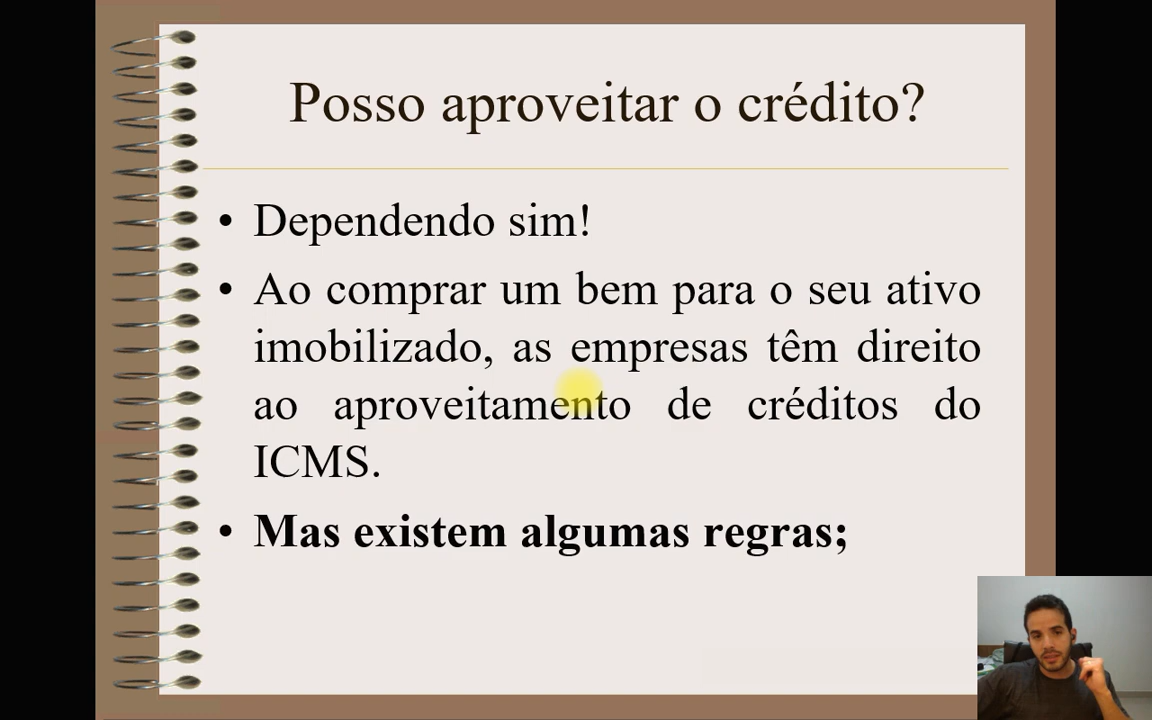 Posso aproveitar o crédito?
• Dependendo sim!
• Ao comprar um bem para o seu ativo
imobilizado, as empresas têm direito
ao aproveitamento de créditos do
ICMS.
• Mas existem algumas regras;